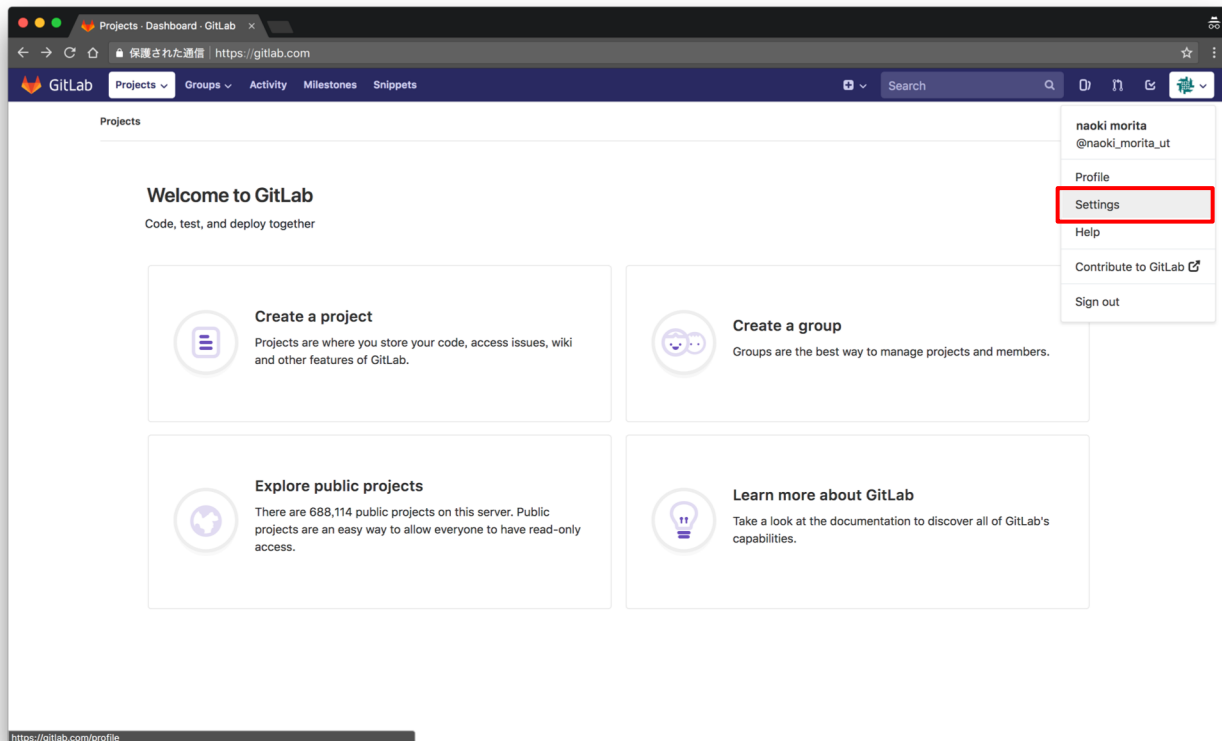 Projects · Dashboard · GitLab
保護された通信 https://gitlab.com
GitLab Projects Groups Activity Milestones Snippets Search
Projects
naoki morita
@naoki_morita_ut
Profile
Settings
Help
Contribute to GitLab
Sign out
Welcome to GitLab
Code, test, and deploy together
Create a project
Projects are where you store your code, access issues, wiki
and other features of GitLab.
Create a group
Groups are the best way to manage projects and members.
Explore public projects
There are 688,114 public projects on this server. Public
projects are an easy way to allow everyone to have read-only
access.
Learn more about GitLab
Take a look at the documentation to discover all of GitLab's
capabilities.
https://gitlab.com/profile